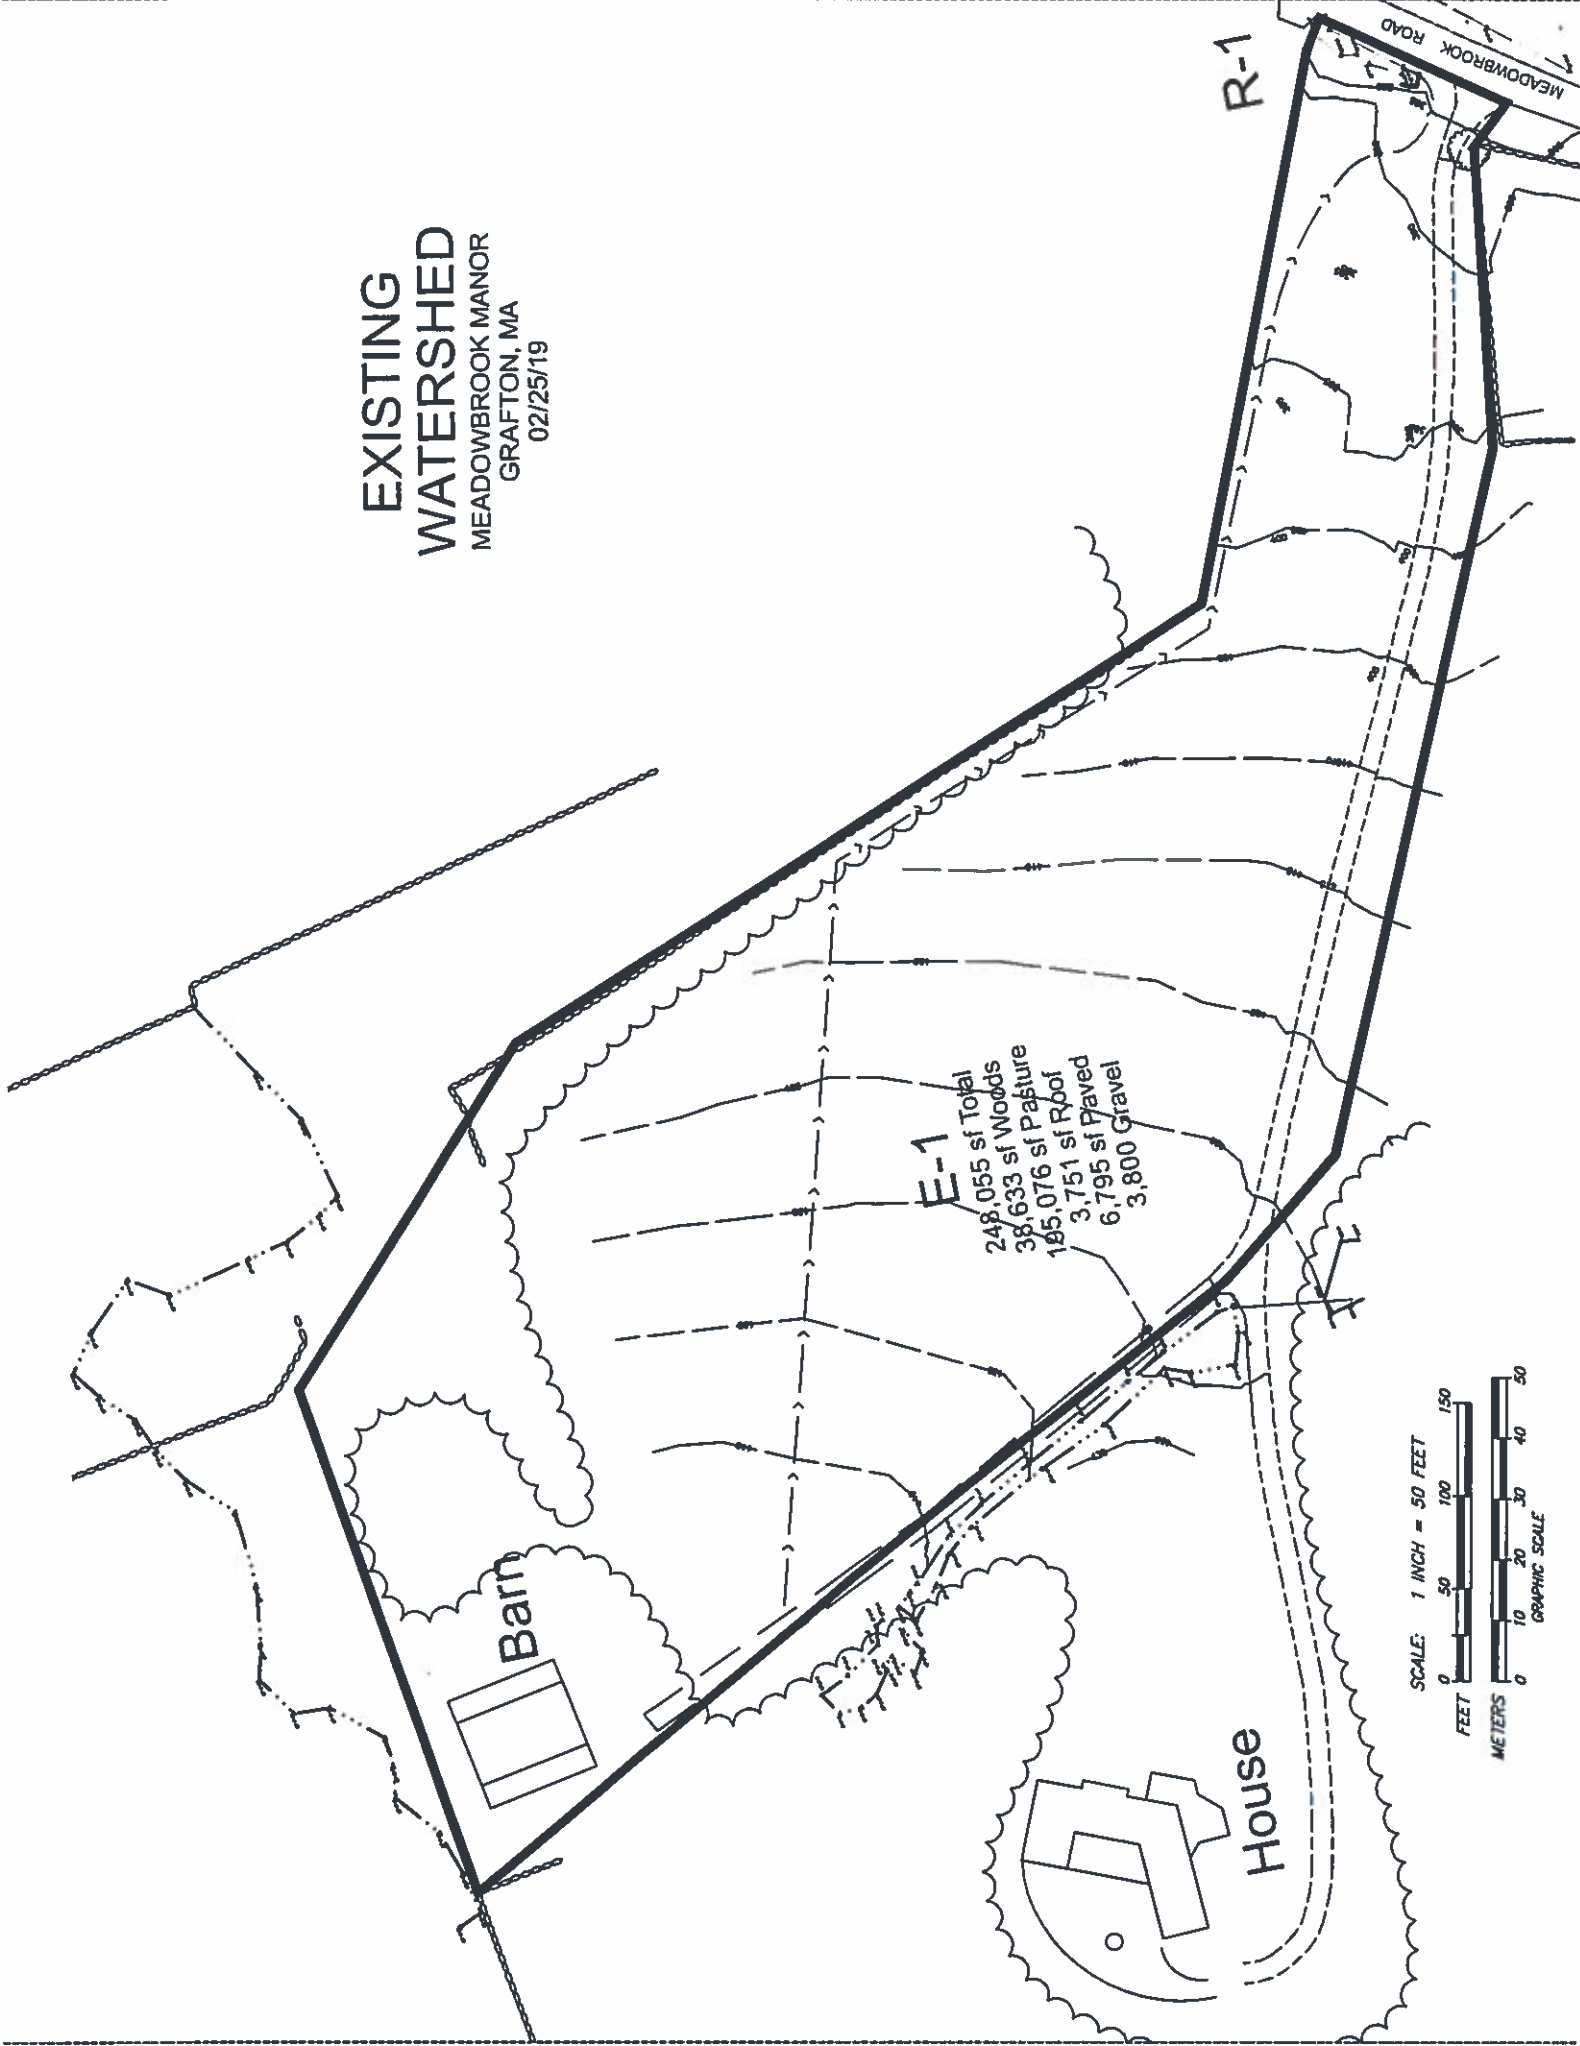 EXISTING
WATERSHED
MEADOWBROOK MANOR
GRAFTON, MA
02/25/19
R-1
MEADOWBROOK ROAD
E-1
248,055 sf Total
38,633 sf Woods
195,076 sf Pasture
3,751 sf Roof
6,795 sf Paved
3,800 Gravel
Barn
House
SCALE: 1 INCH = 50 FEET
0 50 100 150
FEET
METERS
0 10 20 30 40 50
GRAPHIC SCALE